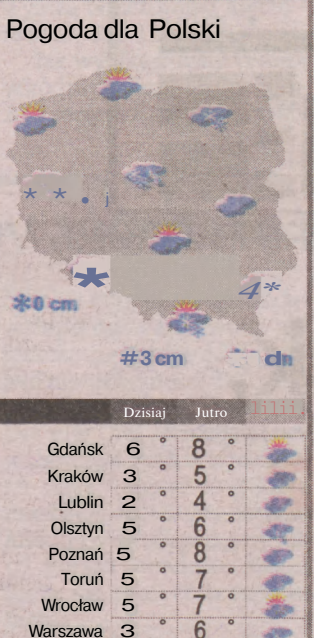 Pogoda dla Polski
* * • i
*
4*
*0 cm
#3 cm
Dzisiaj Jutro
Gdańsk 6° 8°
Kraków 3° 5°
Lublin 2° 4°
Olsztyn 5° 6°
Poznań 5° 8°
Toruń 5° 7°
Wrocław 5° 7°
Warszawa 3° 6°